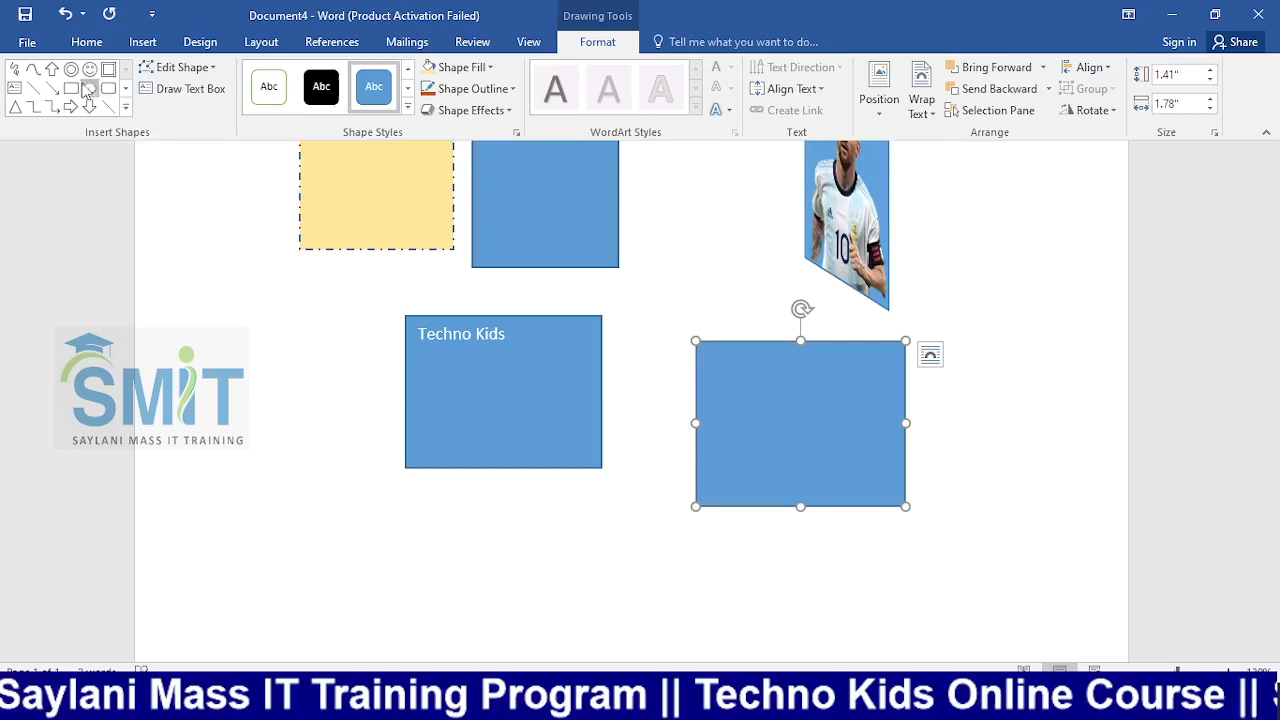 Document4 - Word (Product Activation Failed)
Drawing Tools
File Home Insert Design Layout References Mailings Review View Format Tell me what you want to do... Sign in Share
Edit Shape
Draw Text B
Insert Shapes
Abc Abc Abc
Shape Fill
Shape Outline
Shape Effects
Shape Styles
A A A
WordArt Styles
Text Direction
Align Text
Create Link
Text
Position
Wrap Text
Bring Forward
Send Backward
Selection Pane
Align
Group
Rotate
Arrange
1.41"
1.78"
Size
10
Techno Kids
SMiT
SAYLANI MASS IT TRAINING
Saylani Mass IT Training Program || Techno Kids Online Course ||